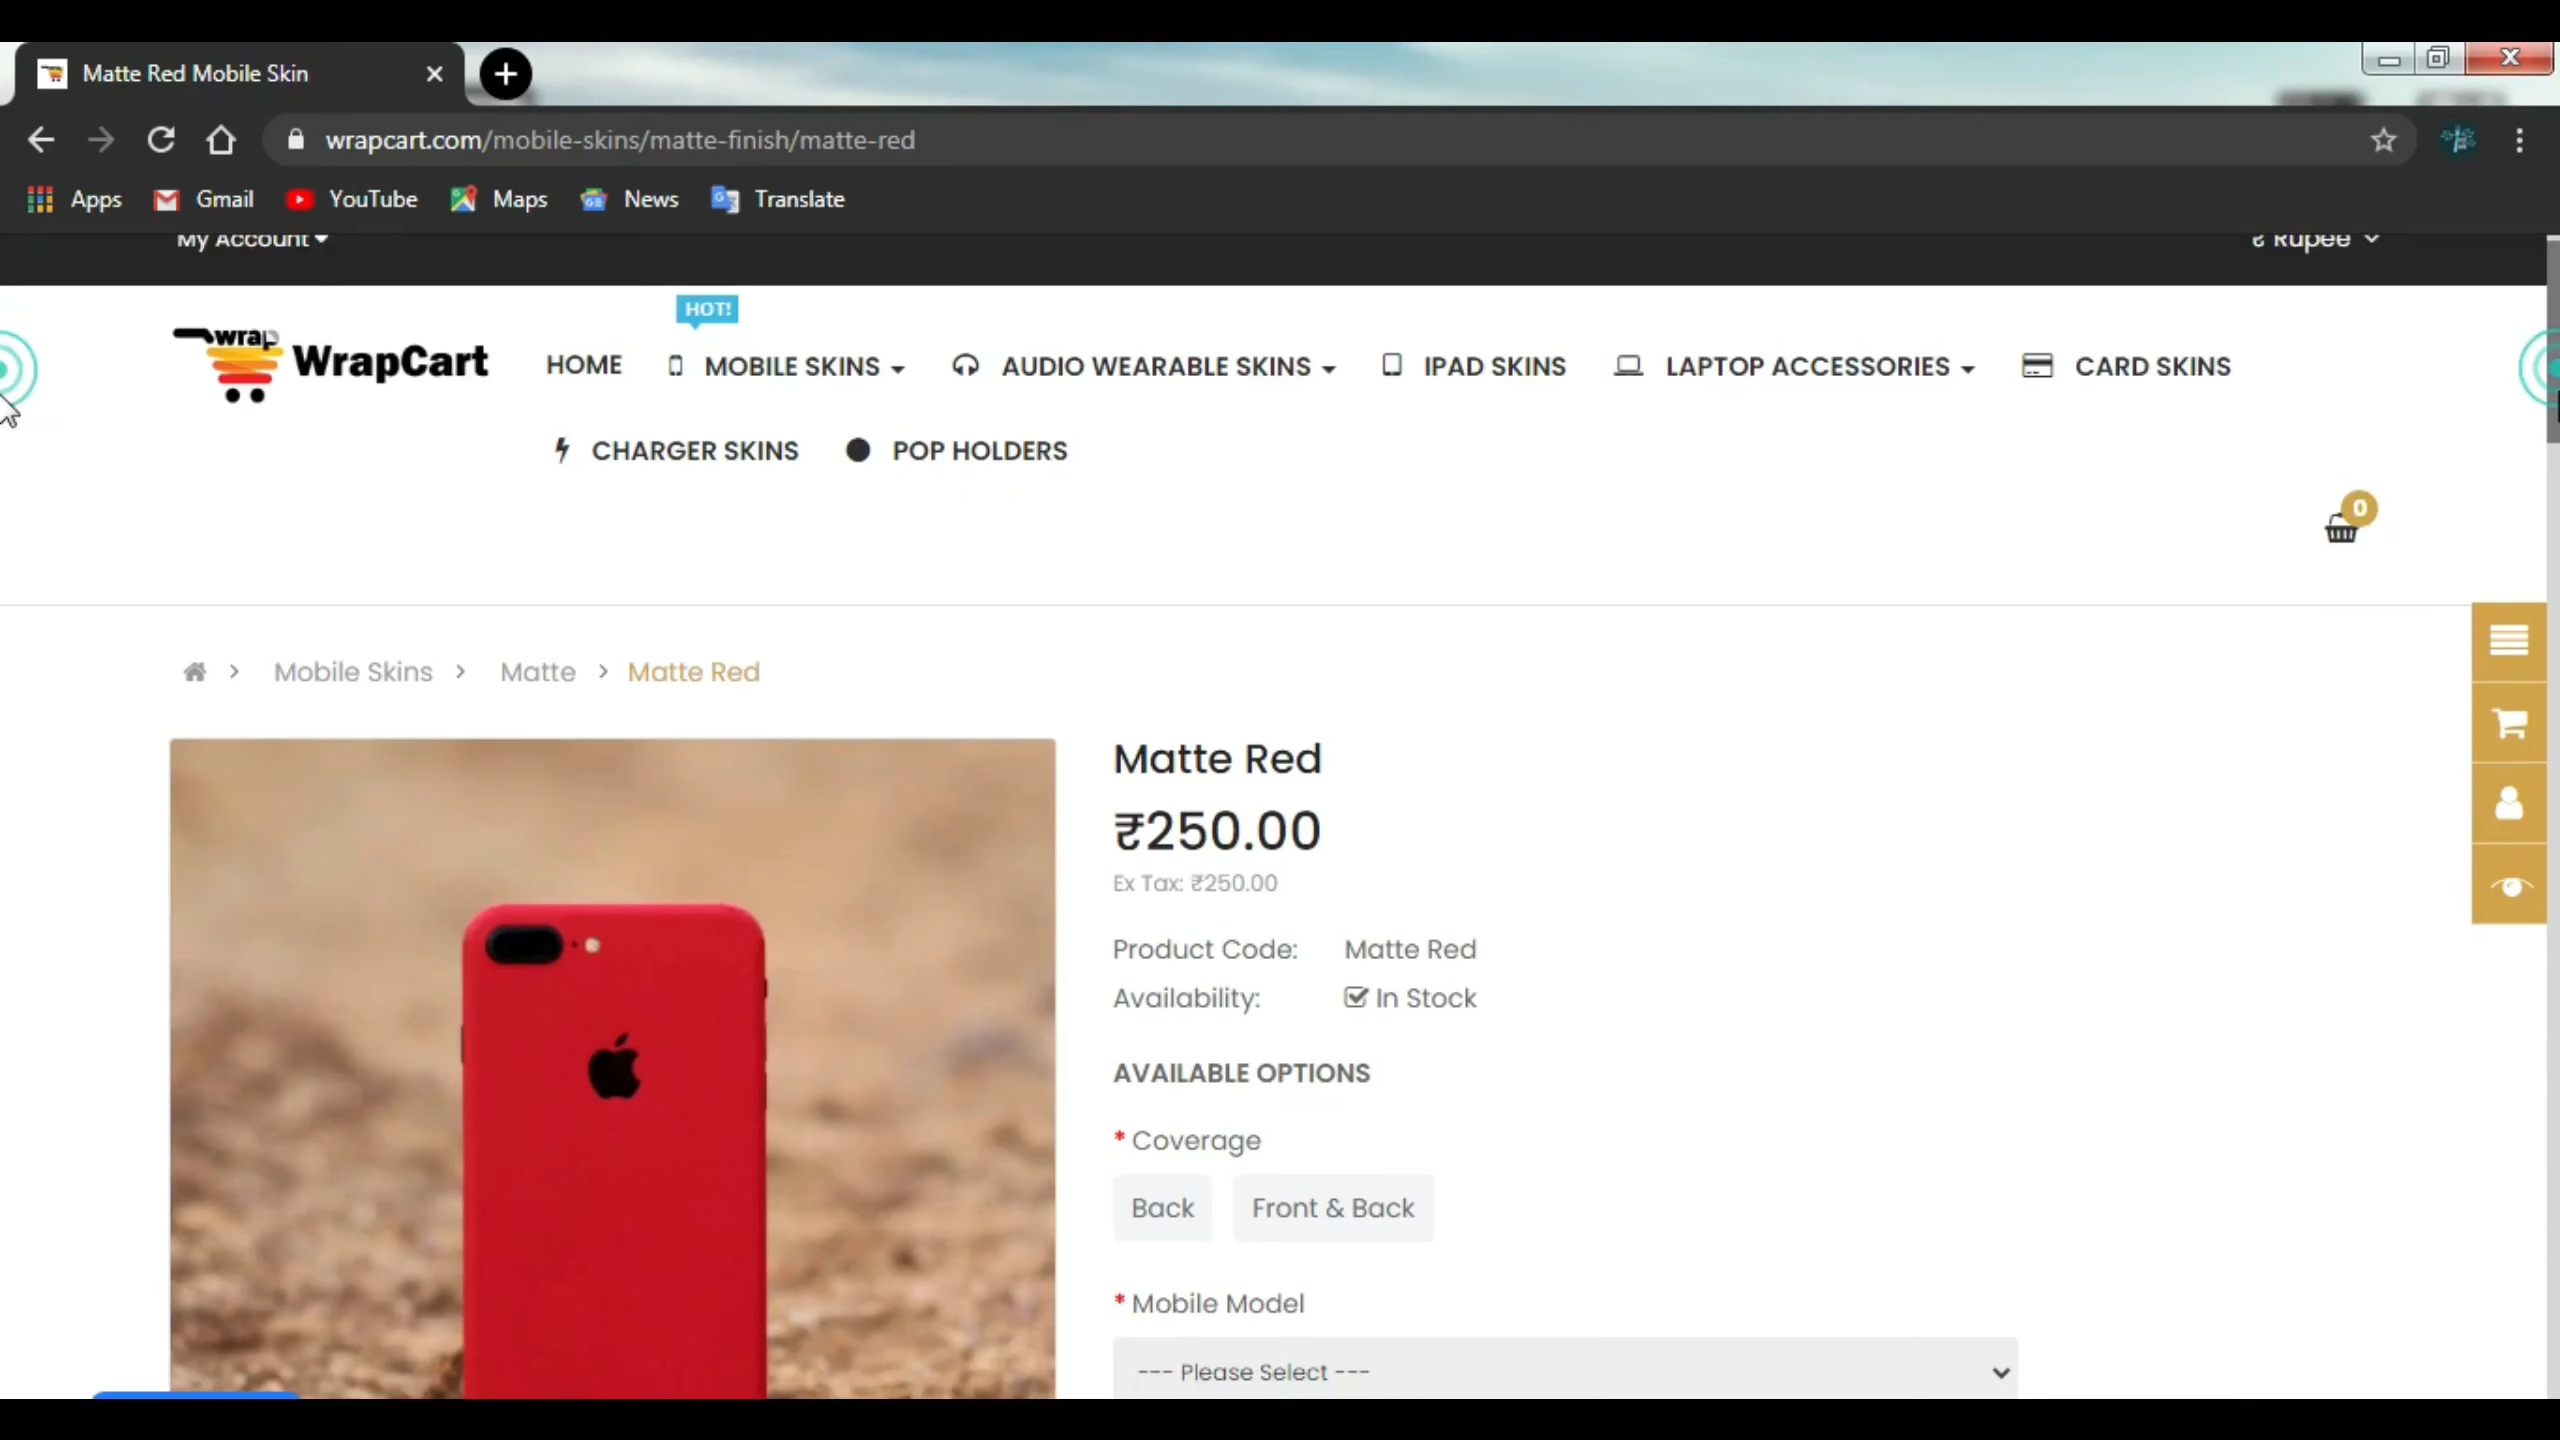 Matte Red Mobile Skin
wrapcart.com/mobile-skins/matte-finish/matte-red
Apps Gmail YouTube Maps News Translate
My Account
₹ Rupee
HOT!
wrap WrapCart HOME MOBILE SKINS AUDIO WEARABLE SKINS IPAD SKINS LAPTOP ACCESSORIES CARD SKINS
CHARGER SKINS POP HOLDERS
0
Mobile Skins > Matte > Matte Red
Matte Red
₹250.00
Ex Tax: ₹250.00
Product Code: Matte Red
Availability: In Stock
AVAILABLE OPTIONS
* Coverage
Back Front & Back
* Mobile Model
--- Please Select ---